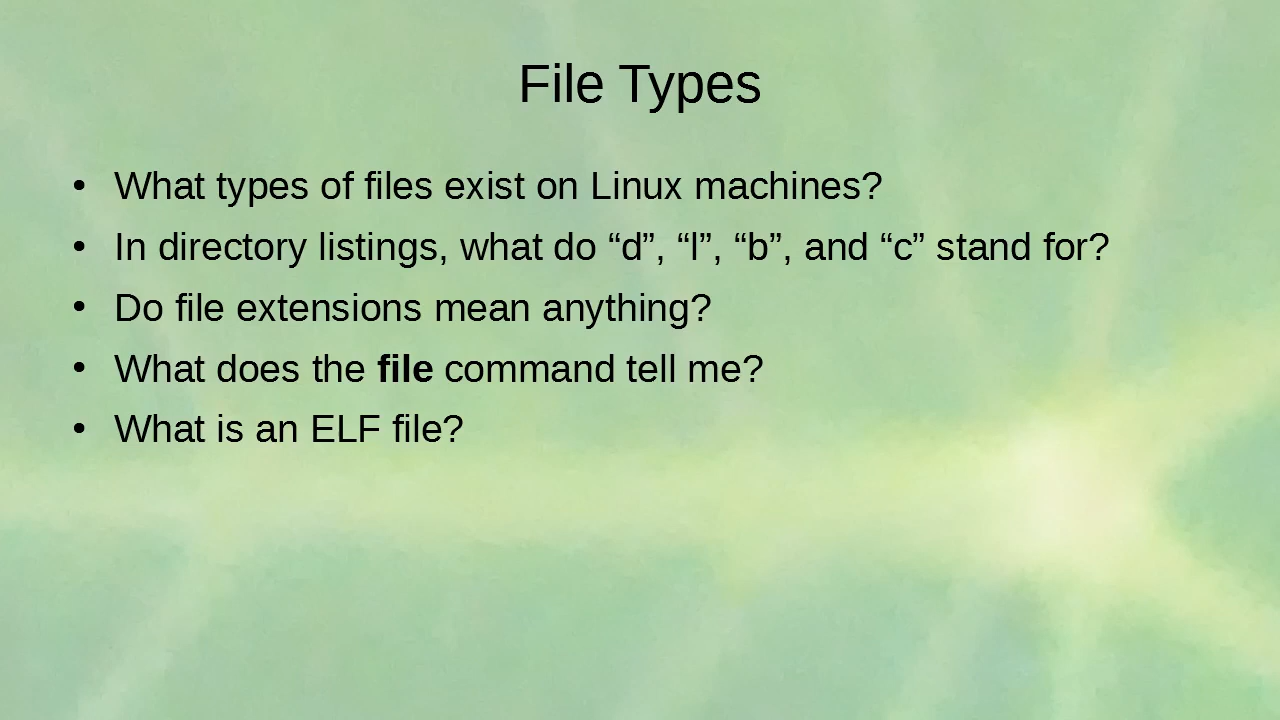 File Types
• What types of files exist on Linux machines?
• In directory listings, what do “d”, “l”, “b”, and “c” stand for?
• Do file extensions mean anything?
• What does the file command tell me?
• What is an ELF file?